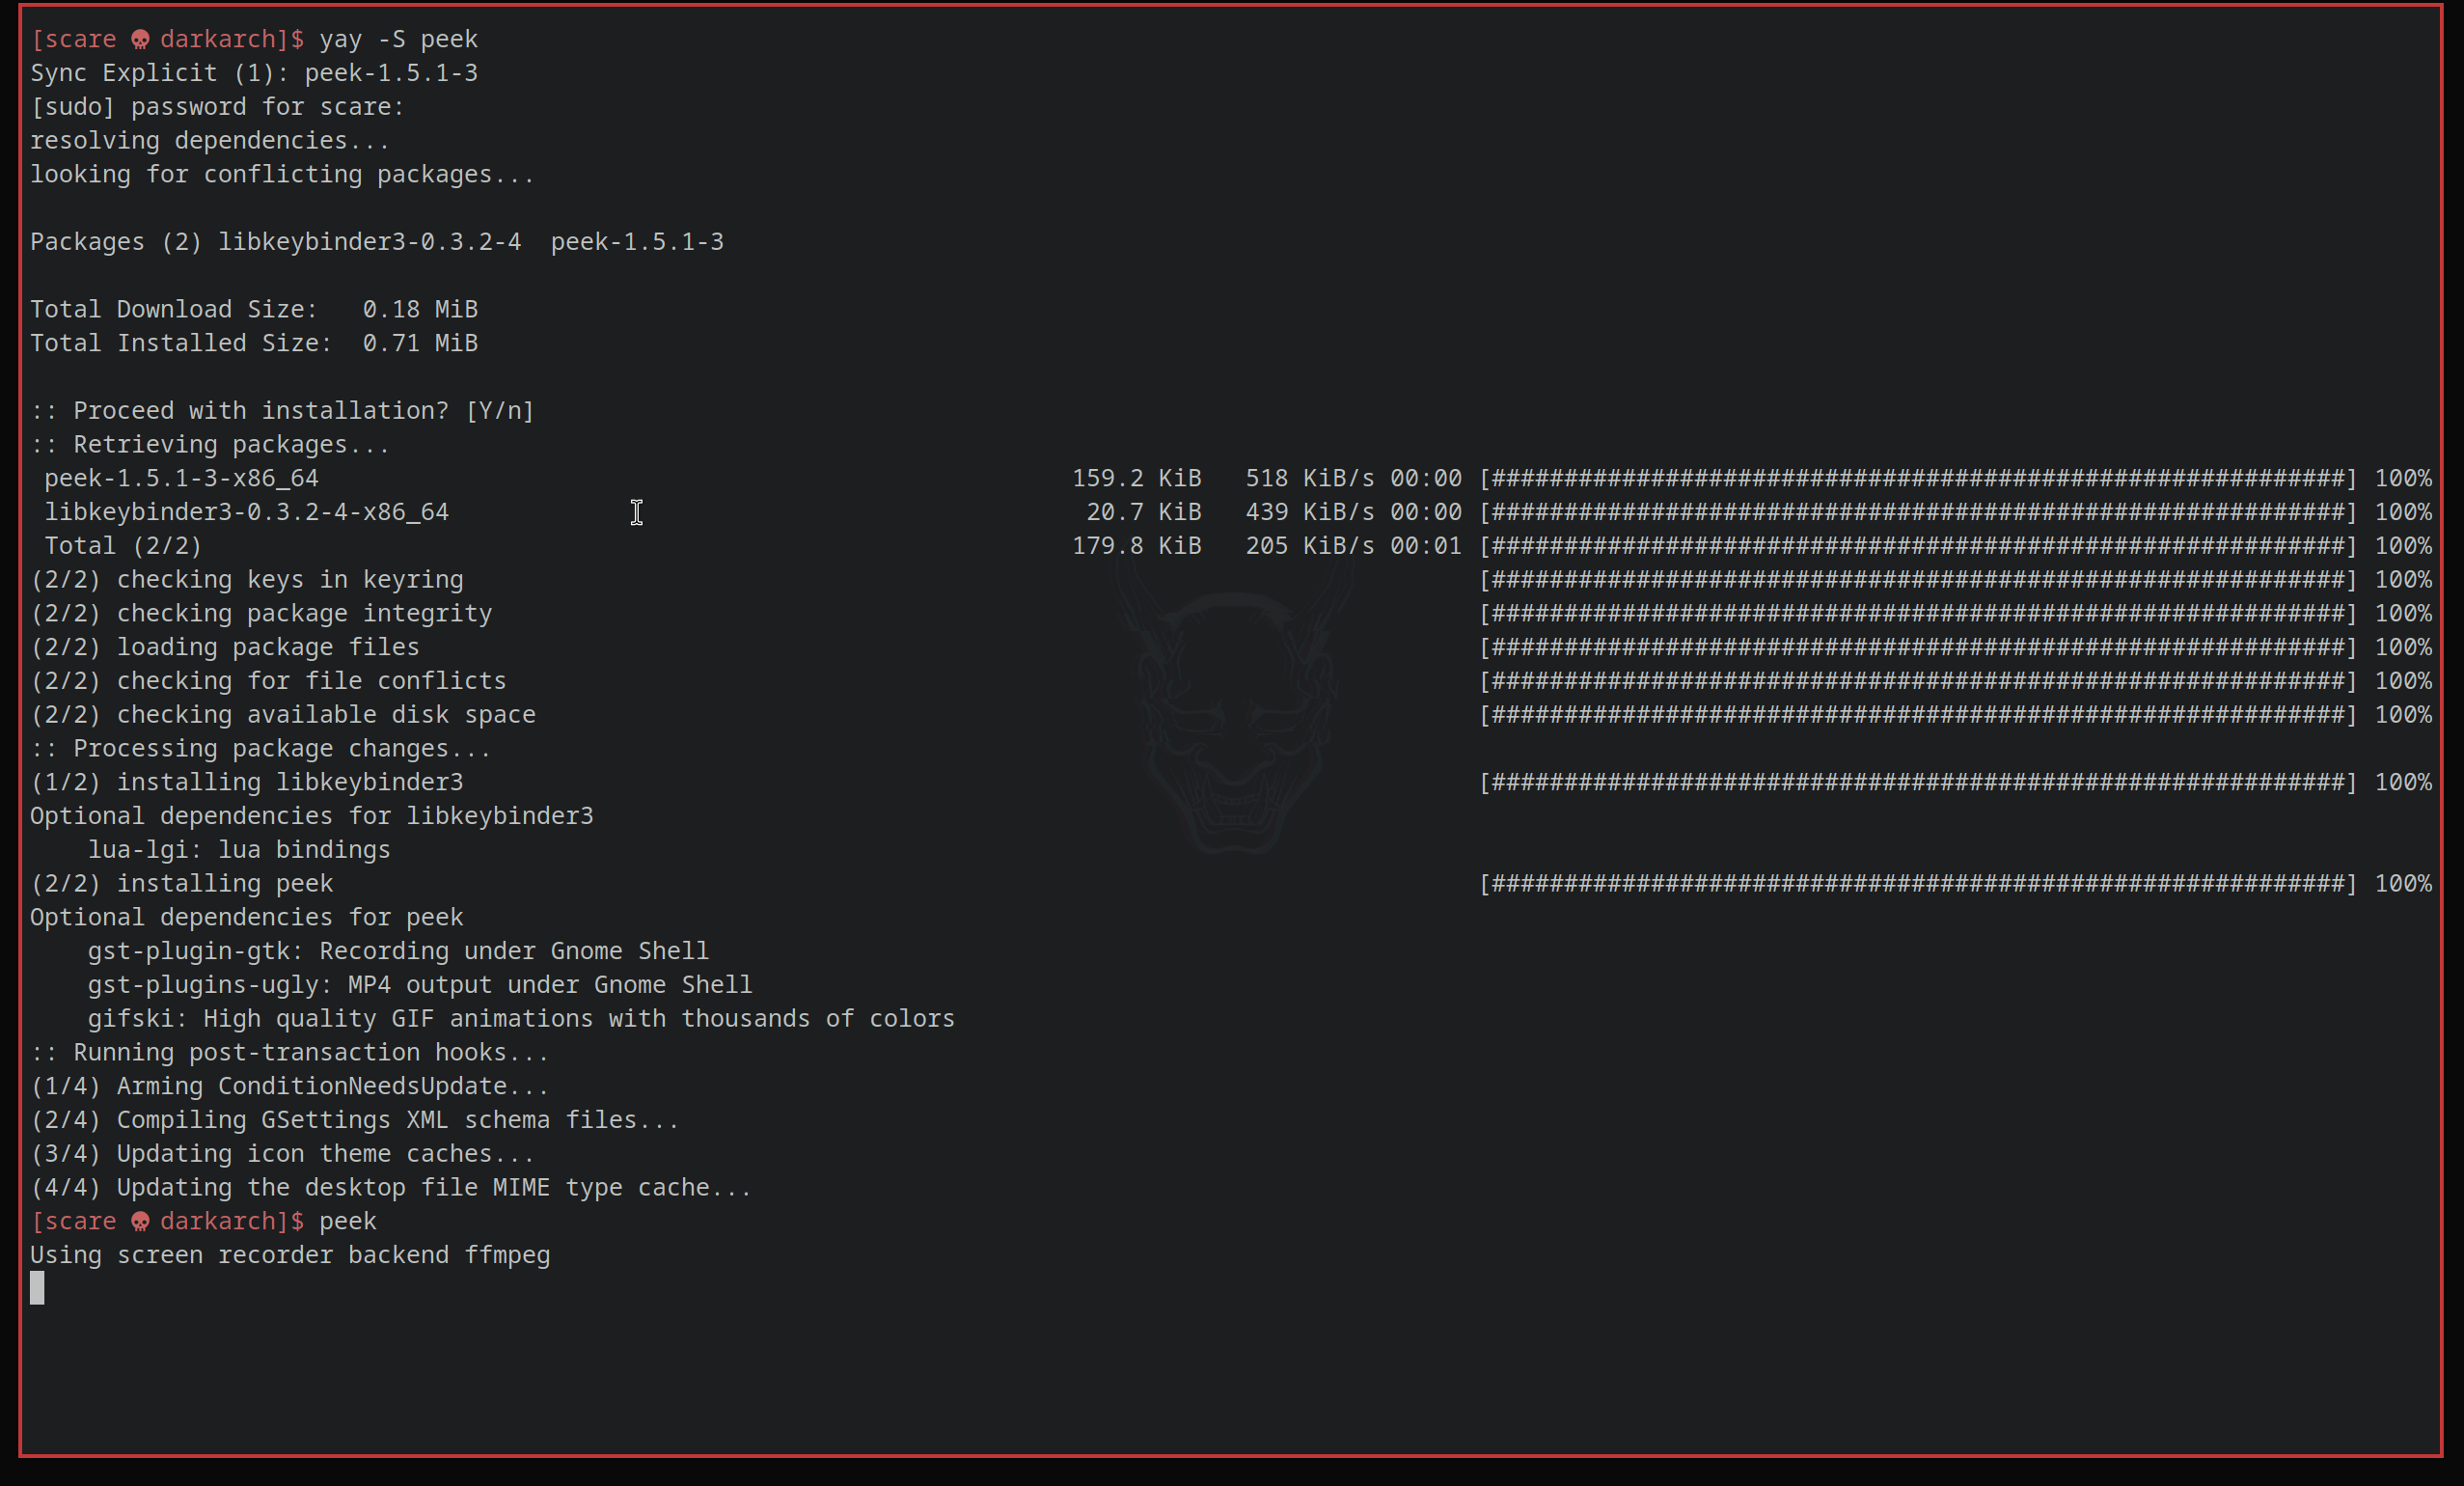 [scare 💀 darkarch]$ yay -S peek
Sync Explicit (1): peek-1.5.1-3
[sudo] password for scare:
resolving dependencies...
looking for conflicting packages...
Packages (2) libkeybinder3-0.3.2-4  peek-1.5.1-3
Total Download Size:   0.18 MiB
Total Installed Size:  0.71 MiB
:: Proceed with installation? [Y/n]
:: Retrieving packages...
 peek-1.5.1-3-x86_64    159.2 KiB   518 KiB/s 00:00 [###########################################################] 100%
 libkeybinder3-0.3.2-4-x86_64    20.7 KiB   439 KiB/s 00:00 [###########################################################] 100%
 Total (2/2)    179.8 KiB   205 KiB/s 00:01 [###########################################################] 100%
(2/2) checking keys in keyring    [###########################################################] 100%
(2/2) checking package integrity    [###########################################################] 100%
(2/2) loading package files    [###########################################################] 100%
(2/2) checking for file conflicts    [###########################################################] 100%
(2/2) checking available disk space    [###########################################################] 100%
:: Processing package changes...
(1/2) installing libkeybinder3    [###########################################################] 100%
Optional dependencies for libkeybinder3
    lua-lgi: lua bindings
(2/2) installing peek    [###########################################################] 100%
Optional dependencies for peek
    gst-plugin-gtk: Recording under Gnome Shell
    gst-plugins-ugly: MP4 output under Gnome Shell
    gifski: High quality GIF animations with thousands of colors
:: Running post-transaction hooks...
(1/4) Arming ConditionNeedsUpdate...
(2/4) Compiling GSettings XML schema files...
(3/4) Updating icon theme caches...
(4/4) Updating the desktop file MIME type cache...
[scare 💀 darkarch]$ peek
Using screen recorder backend ffmpeg